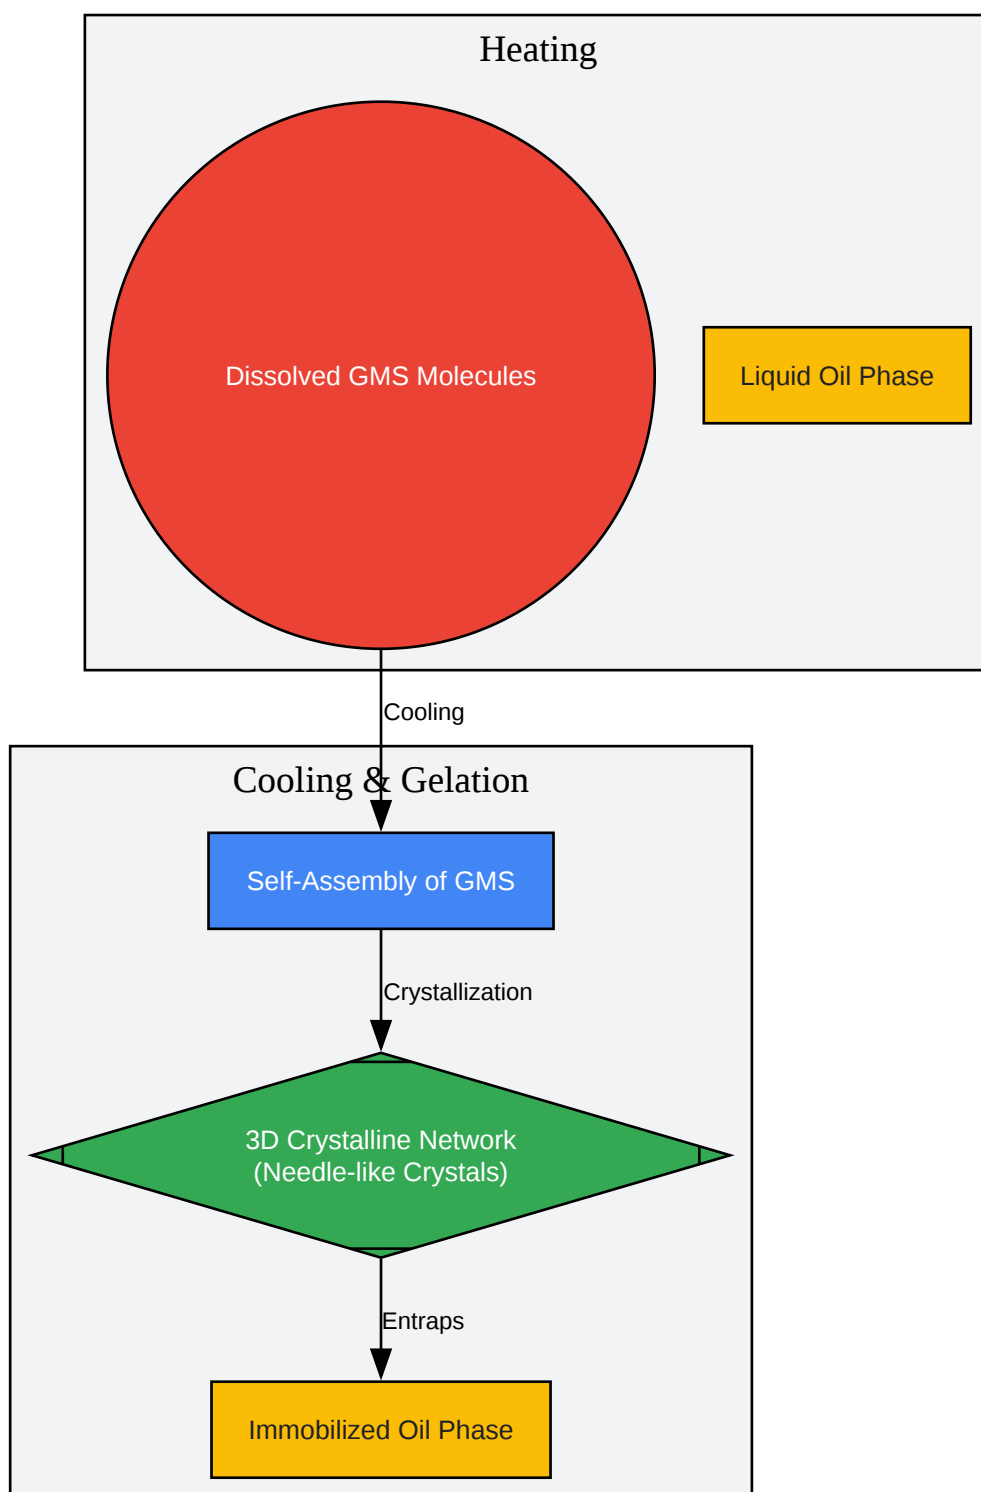 Heating
Dissolved GMS Molecules
Liquid Oil Phase
Cooling
Cooling & Gelation
Self-Assembly of GMS
Crystallization
3D Crystalline Network
(Needle-like Crystals)
Entraps
Immobilized Oil Phase